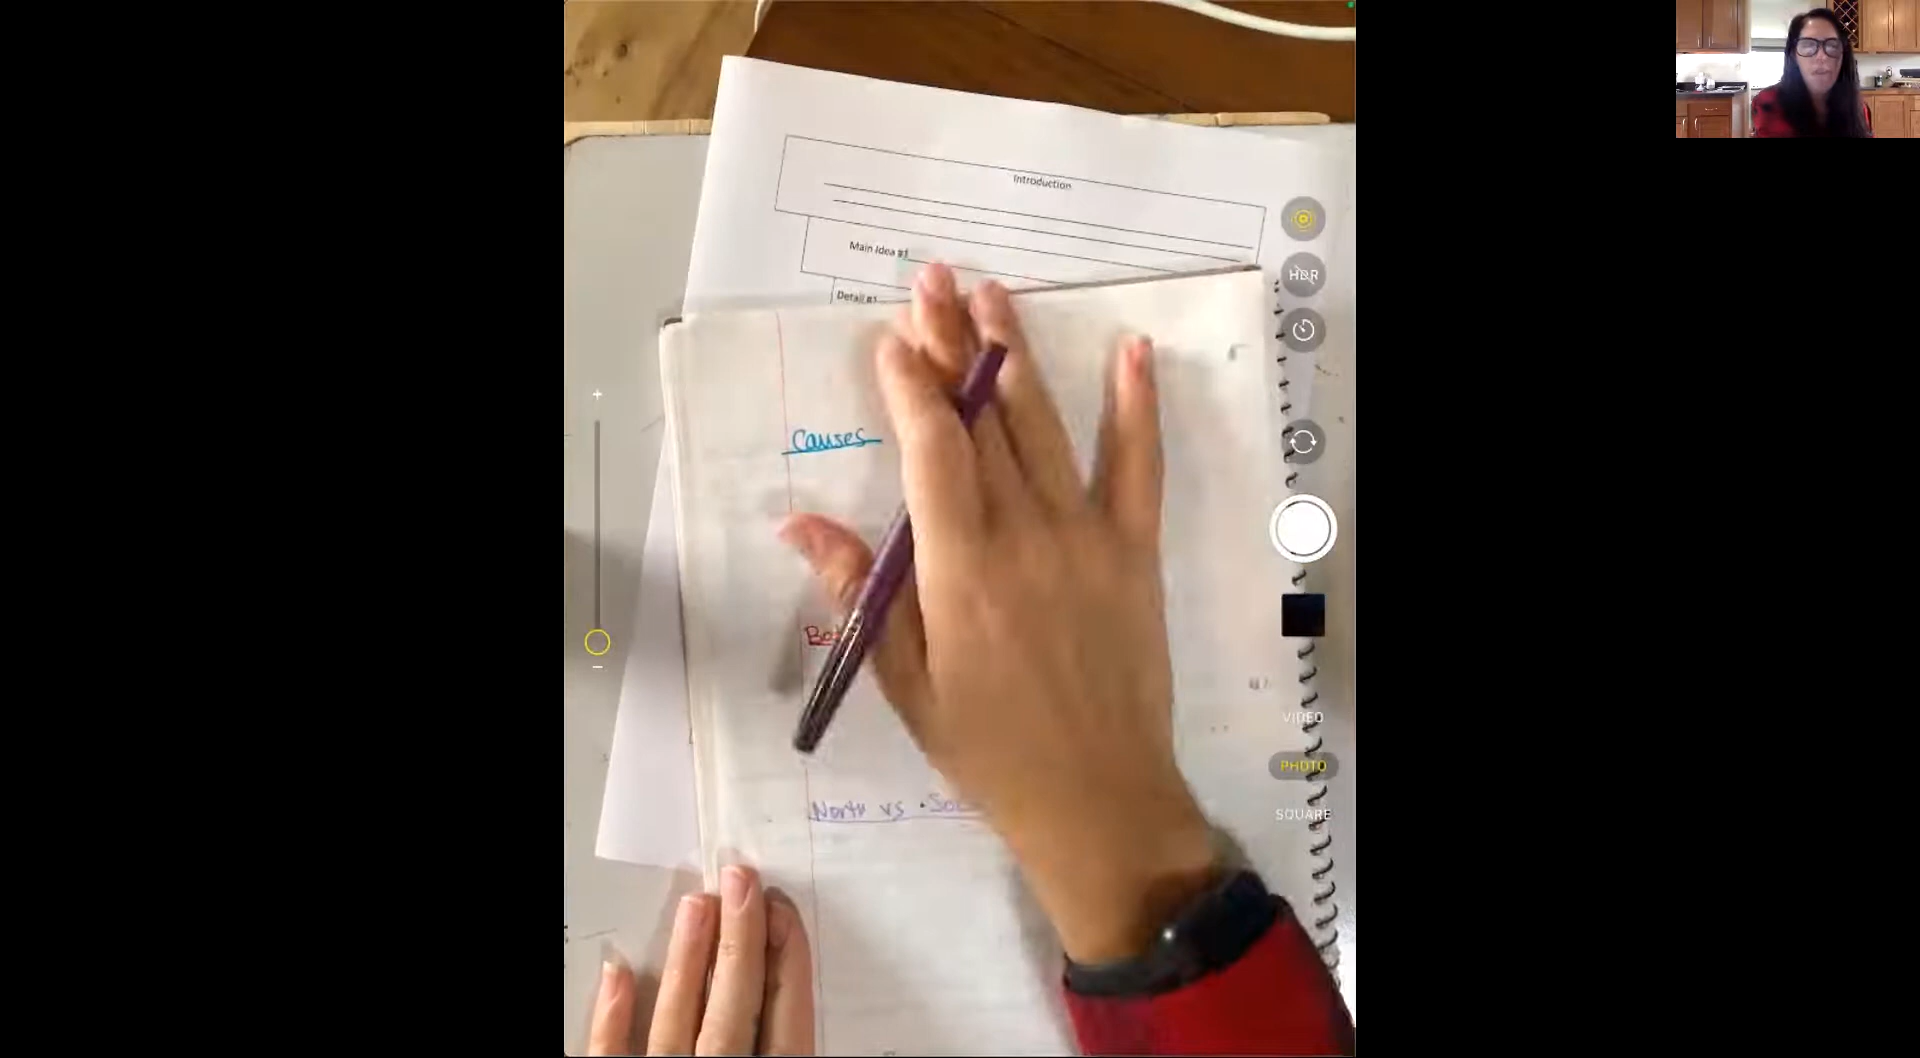 Introduction
Main Idea #1
Detail #1
HDR
Causes
North vs.
VIDEO
PHOTO
SQUARE